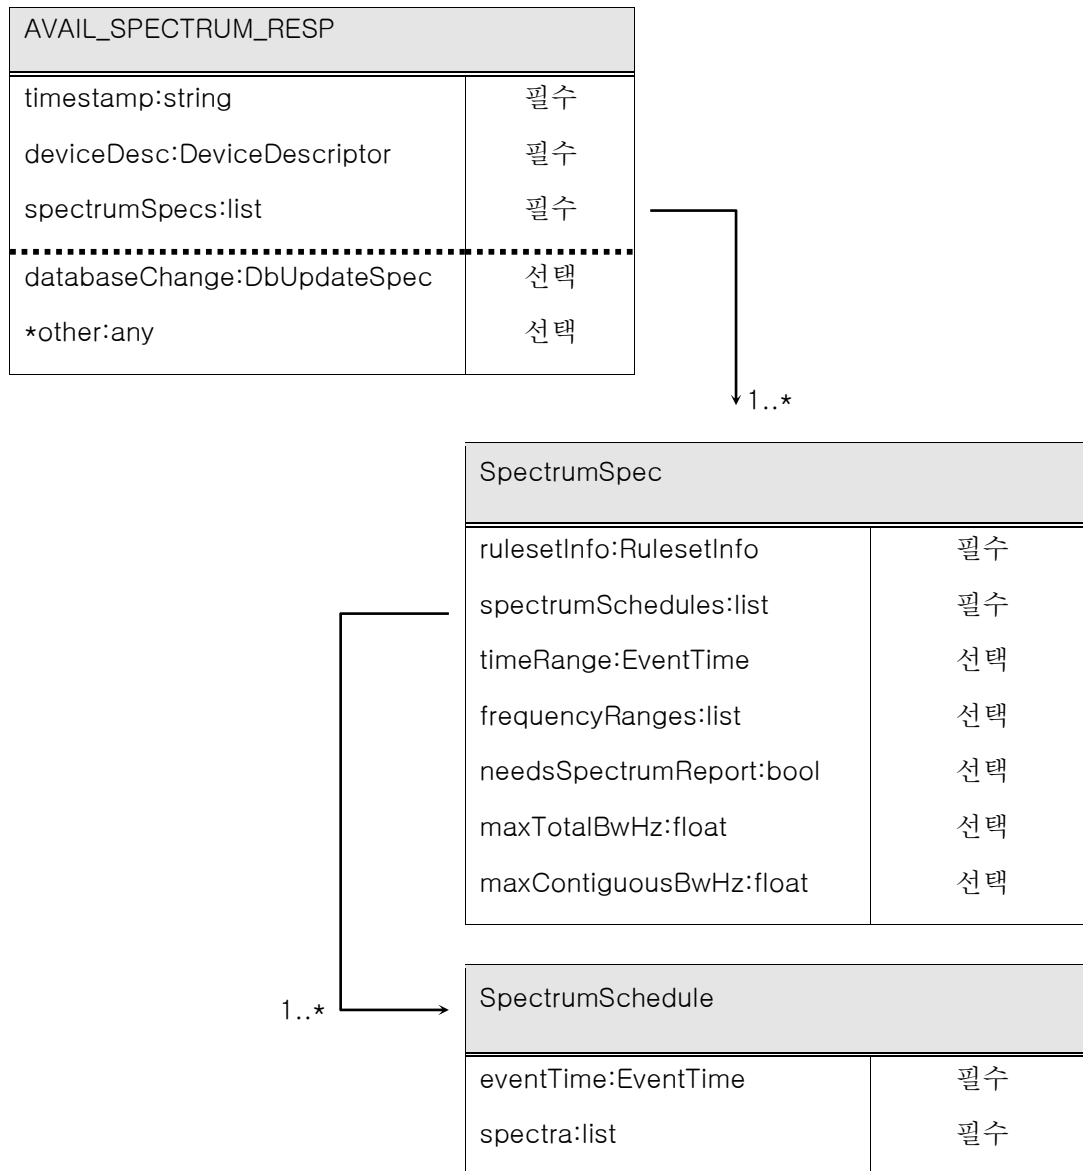 AVAIL_SPECTRUM_RESP
timestamp:string 필수
deviceDesc:DeviceDescriptor 필수
spectrumSpecs:list 필수
databaseChange:DbUpdateSpec 선택
*other:any 선택
1..*
SpectrumSpec
rulesetInfo:RulesetInfo 필수
spectrumSchedules:list 필수
timeRange:EventTime 선택
frequencyRanges:list 선택
needsSpectrumReport:bool 선택
maxTotalBwHz:float 선택
maxContiguousBwHz:float 선택
1..*
SpectrumSchedule
eventTime:EventTime 필수
spectra:list 필수